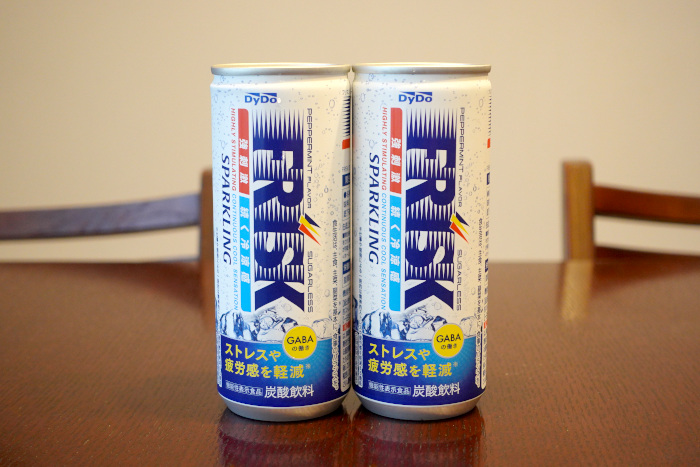 DyDo
FRISK
SPARKLING
PEPPERMINT FLAVOR
SUGARLESS
強刺激
HIGHLY STIMULATING
続く冷涼感
CONTINUOUS COOL SENSATION
GABA
の働き
ストレスや
疲労感を軽減※
機能性表示食品 炭酸飲料
DyDo
FRISK
SPARKLING
PEPPERMINT FLAVOR
SUGARLESS
強刺激
HIGHLY STIMULATING
続く冷涼感
CONTINUOUS COOL SENSATION
GABA
の働き
ストレスや
疲労感を軽減※
機能性表示食品 炭酸飲料